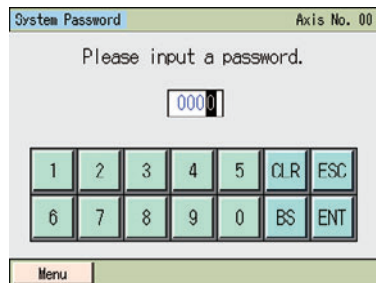 System Password Axis No. 00
Please input a password.
0000
1 2 3 4 5 CLR ESC
6 7 8 9 0 BS ENT
Menu